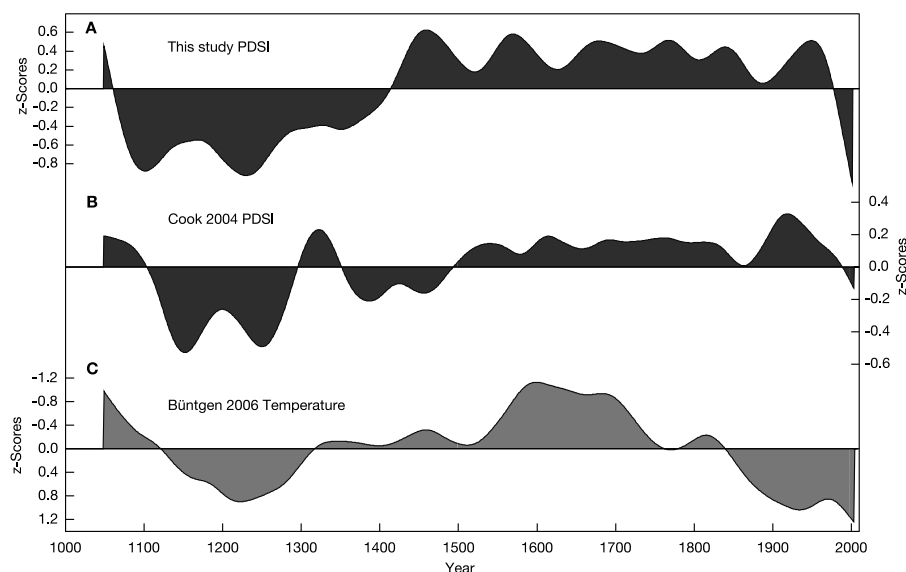 A
This study PDSI
z-Scores
0.6
0.4
0.2
0.0
-0.2
-0.4
-0.6
-0.8
B
Cook 2004 PDSI
0.4
0.2
0.0
-0.2
-0.4
-0.6
z-Scores
C
Büntgen 2006 Temperature
z-Scores
-1.2
-0.8
-0.4
0.0
0.4
0.8
1.2
1000 1100 1200 1300 1400 1500 1600 1700 1800 1900 2000
Year